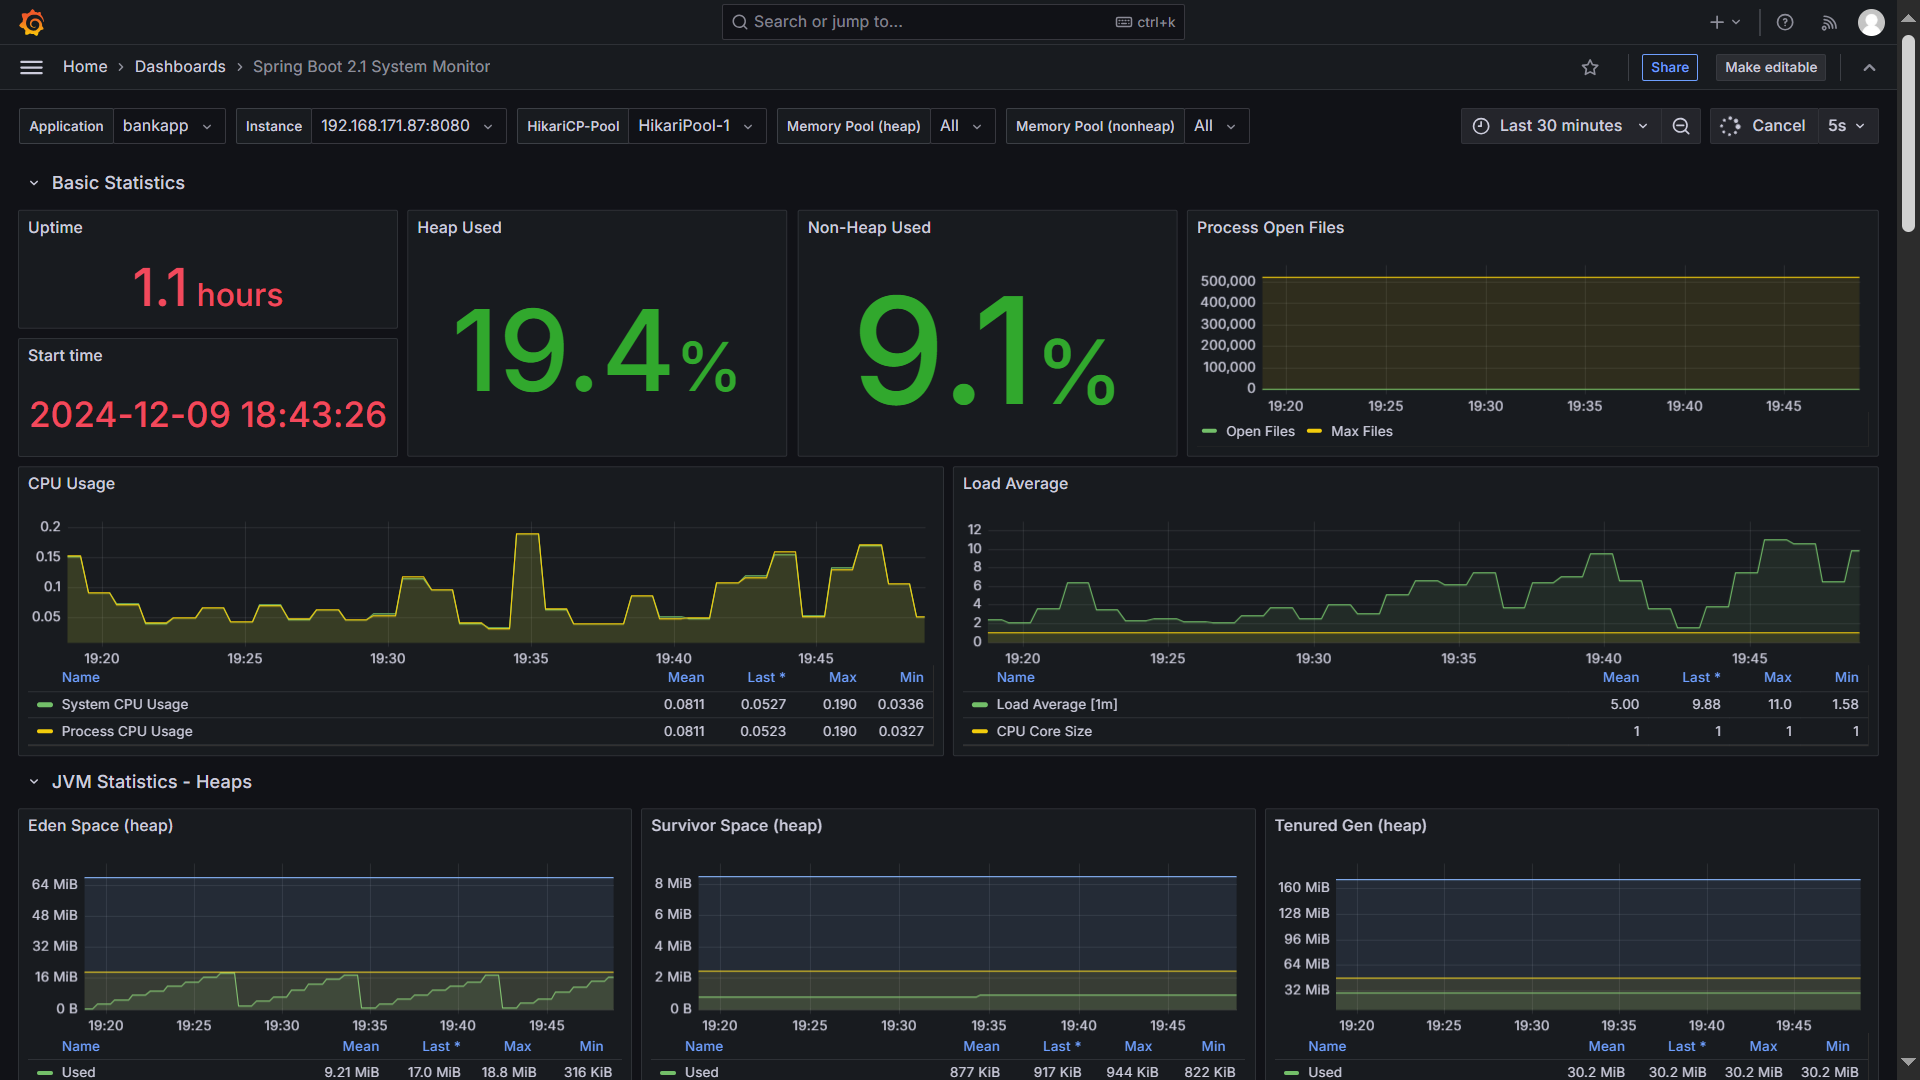 Search or jump to...
ctrl+k
Home
Dashboards
Spring Boot 2.1 System Monitor
Share
Make editable
Application
bankapp
Instance
192.168.171.87:8080
HikariCP-Pool
HikariPool-1
Memory Pool (heap)
All
Memory Pool (nonheap)
All
Last 30 minutes
Cancel
5s
Basic Statistics
Uptime
1.1 hours
Start time
2024-12-09 18:43:26
Heap Used
19.4%
Non-Heap Used
9.1%
Process Open Files
500,000
400,000
300,000
200,000
100,000
0
19:20 19:25 19:30 19:35 19:40 19:45
Open Files Max Files
CPU Usage
0.2
0.15
0.1
0.05
19:20 19:25 19:30 19:35 19:40 19:45
Name Mean Last * Max Min
System CPU Usage 0.0811 0.0527 0.190 0.0336
Process CPU Usage 0.0811 0.0523 0.190 0.0327
Load Average
12
10
8
6
4
2
0
19:20 19:25 19:30 19:35 19:40 19:45
Name Mean Last * Max Min
Load Average [1m] 5.00 9.88 11.0 1.58
CPU Core Size 1 1 1 1
JVM Statistics - Heaps
Eden Space (heap)
64 MiB
48 MiB
32 MiB
16 MiB
0 B
19:20 19:25 19:30 19:35 19:40 19:45
Name Mean Last * Max Min
Used 9.21 MiB 17.0 MiB 18.8 MiB 316 KiB
Survivor Space (heap)
8 MiB
6 MiB
4 MiB
2 MiB
0 B
19:20 19:25 19:30 19:35 19:40 19:45
Name Mean Last * Max Min
Used 877 KiB 917 KiB 944 KiB 822 KiB
Tenured Gen (heap)
160 MiB
128 MiB
96 MiB
64 MiB
32 MiB
19:20 19:25 19:30 19:35 19:40 19:45
Name Mean Last * Max Min
Used 30.2 MiB 30.2 MiB 30.2 MiB 30.2 MiB